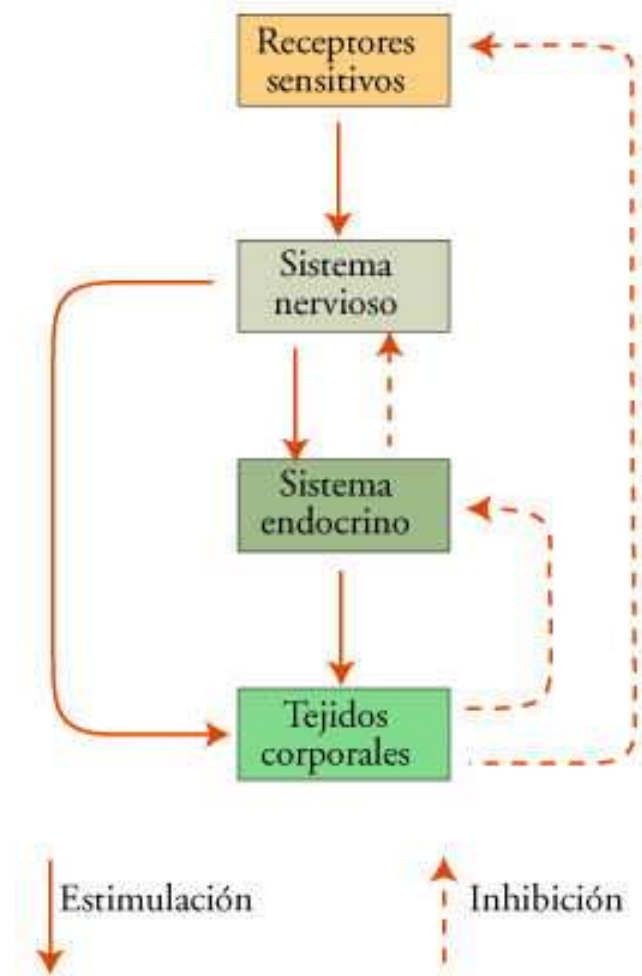 Receptores
sensitivos
Sistema
nervioso
Sistema
endocrino
Tejidos
corporales
Estimulación
Inhibición